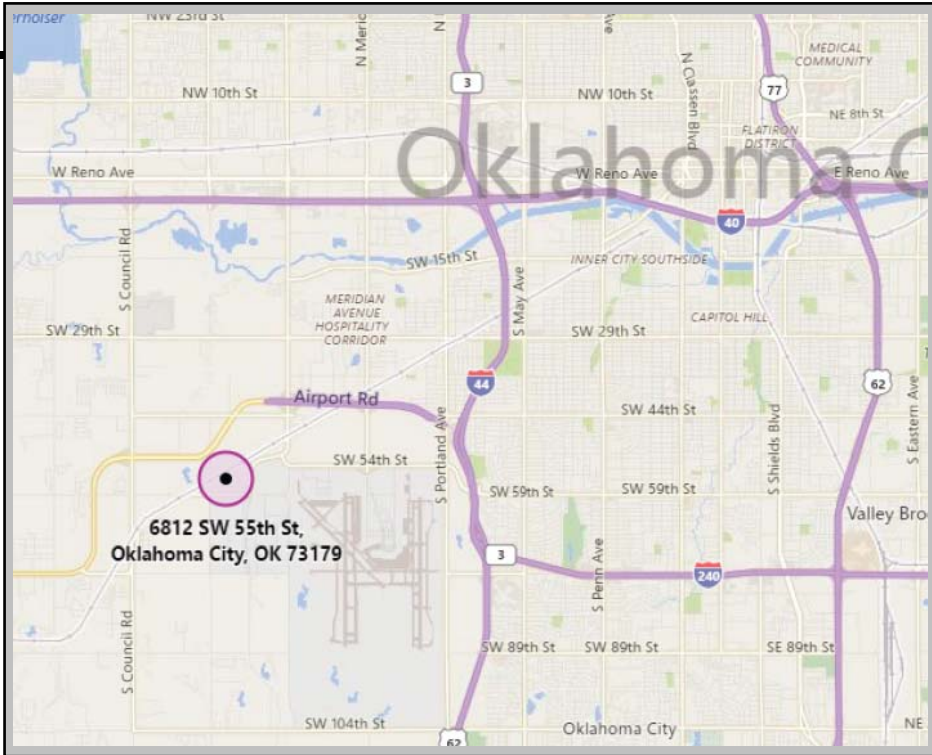 NW 23rd St
N Meric
N
Ave
MEDICAL
COMMUNITY
3
77
NW 10th St
NW 10th St
N Classen Blvd
NE 8th St
FLATIRON
DISTRICT
Oklahoma C
W Reno Ave
W Reno Ave
E Reno Ave
40
S Council Rd
SW 15th St
INNER CITY SOUTHSIDE
S May Ave
MERIDIAN
AVENUE
HOSPITALITY
CORRIDOR
CAPITOL HILL
SW 29th St
SW 29th St
44
62
Airport Rd
SW 44th St
S Portland Ave
S Shields Blvd
S Eastern Ave
SW 54th St
SW 59th St
SW 59th St
6812 SW 55th St,
Oklahoma City, OK 73179
Valley Bro
3
240
S Penn Ave
S Council Rd
SW 89th St
SW 89th St
SE 89th St
SW 104th St
Oklahoma City
NE
62